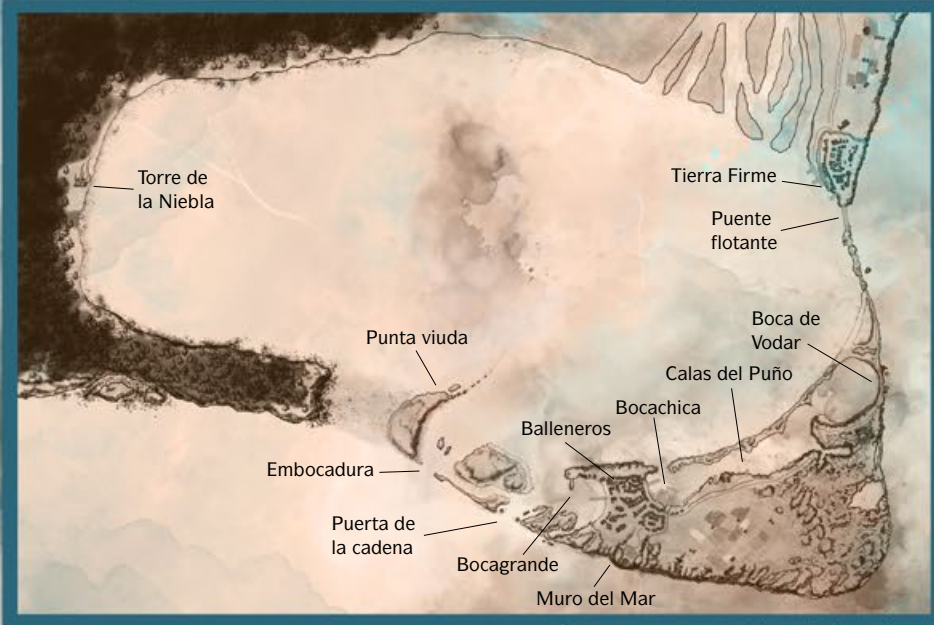 Torre de
la Niebla
Tierra Firme
Puente
flotante
Boca de
Vodar
Punta viuda
Calas del Puño
Bocachica
Balleneros
Embocadura
Puerta de
la cadena
Bocagrande
Muro del Mar